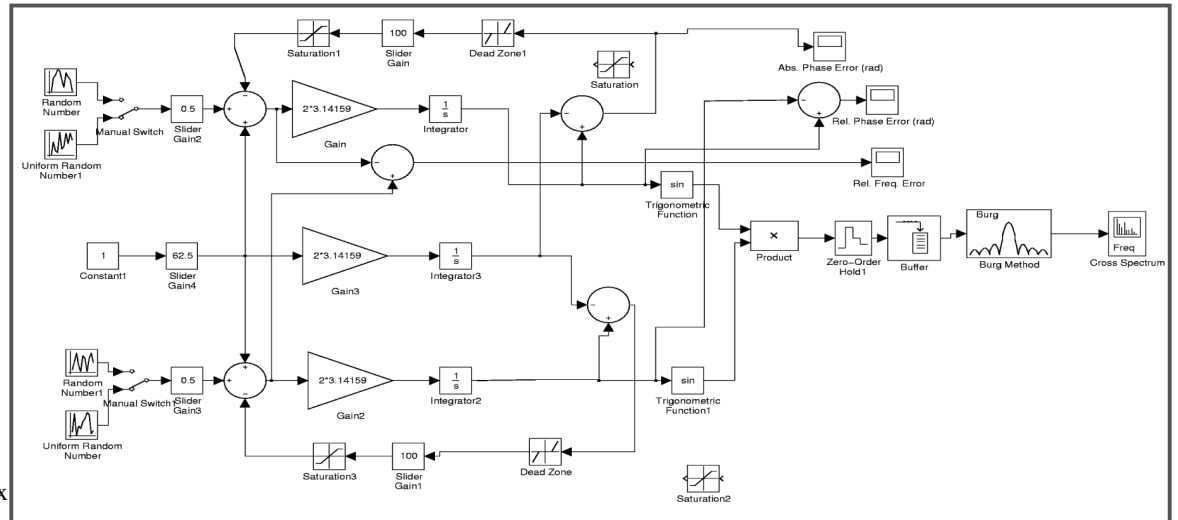 Saturation1
100
Slider
Gain
Dead Zone1
Saturation
Abs. Phase Error (rad)
Random
Number
Manual Switch
Uniform Random
Number1
0.5
Slider
Gain2
2*3.14159
Gain
1
s
Integrator
Rel. Phase Error (rad)
Rel. Freq. Error
sin
Trigonometric
Function
1
Constant1
62.5
Slider
Gain4
2*3.14159
Gain3
1
s
Integrator3
×
Product
Zero-Order
Hold1
Buffer
Burg
Burg Method
Freq
Cross Spectrum
Random
Number1
Manual Switch1
Uniform Random
Number
0.5
Slider
Gain3
2*3.14159
Gain2
1
s
Integrator2
sin
Trigonometric
Function1
Saturation3
100
Slider
Gain1
Dead Zone
Saturation2
x